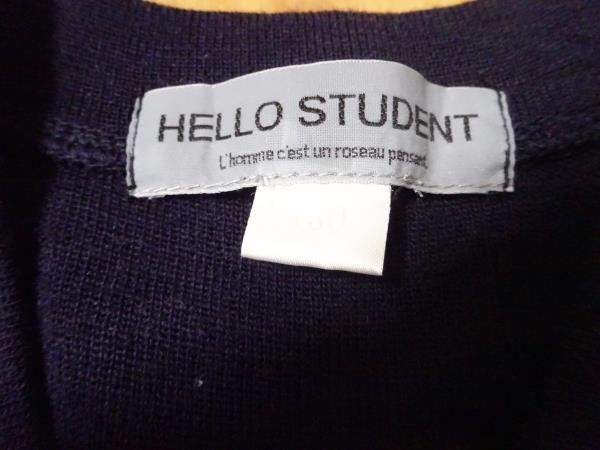 HELLO STUDENT
L'homme c'est un roseau pensant.